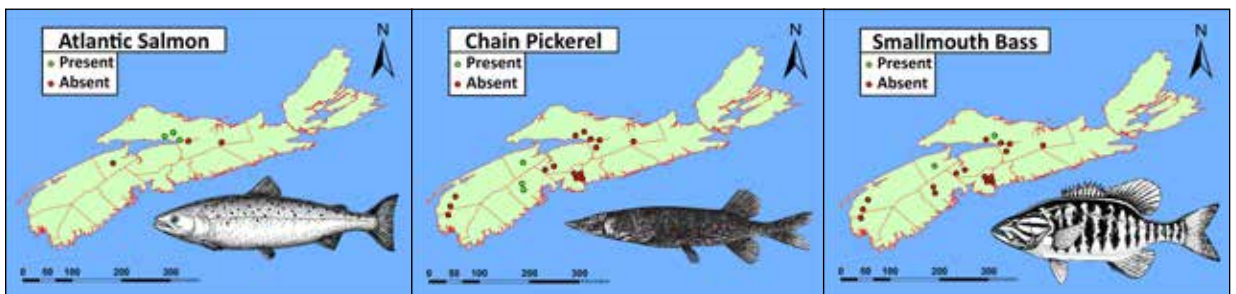 Atlantic Salmon
Present
Absent
N
0 50 100 200 300
Chain Pickerel
Present
Absent
N
0 50 100 200 300
Smallmouth Bass
Present
Absent
N
0 50 100 200 300